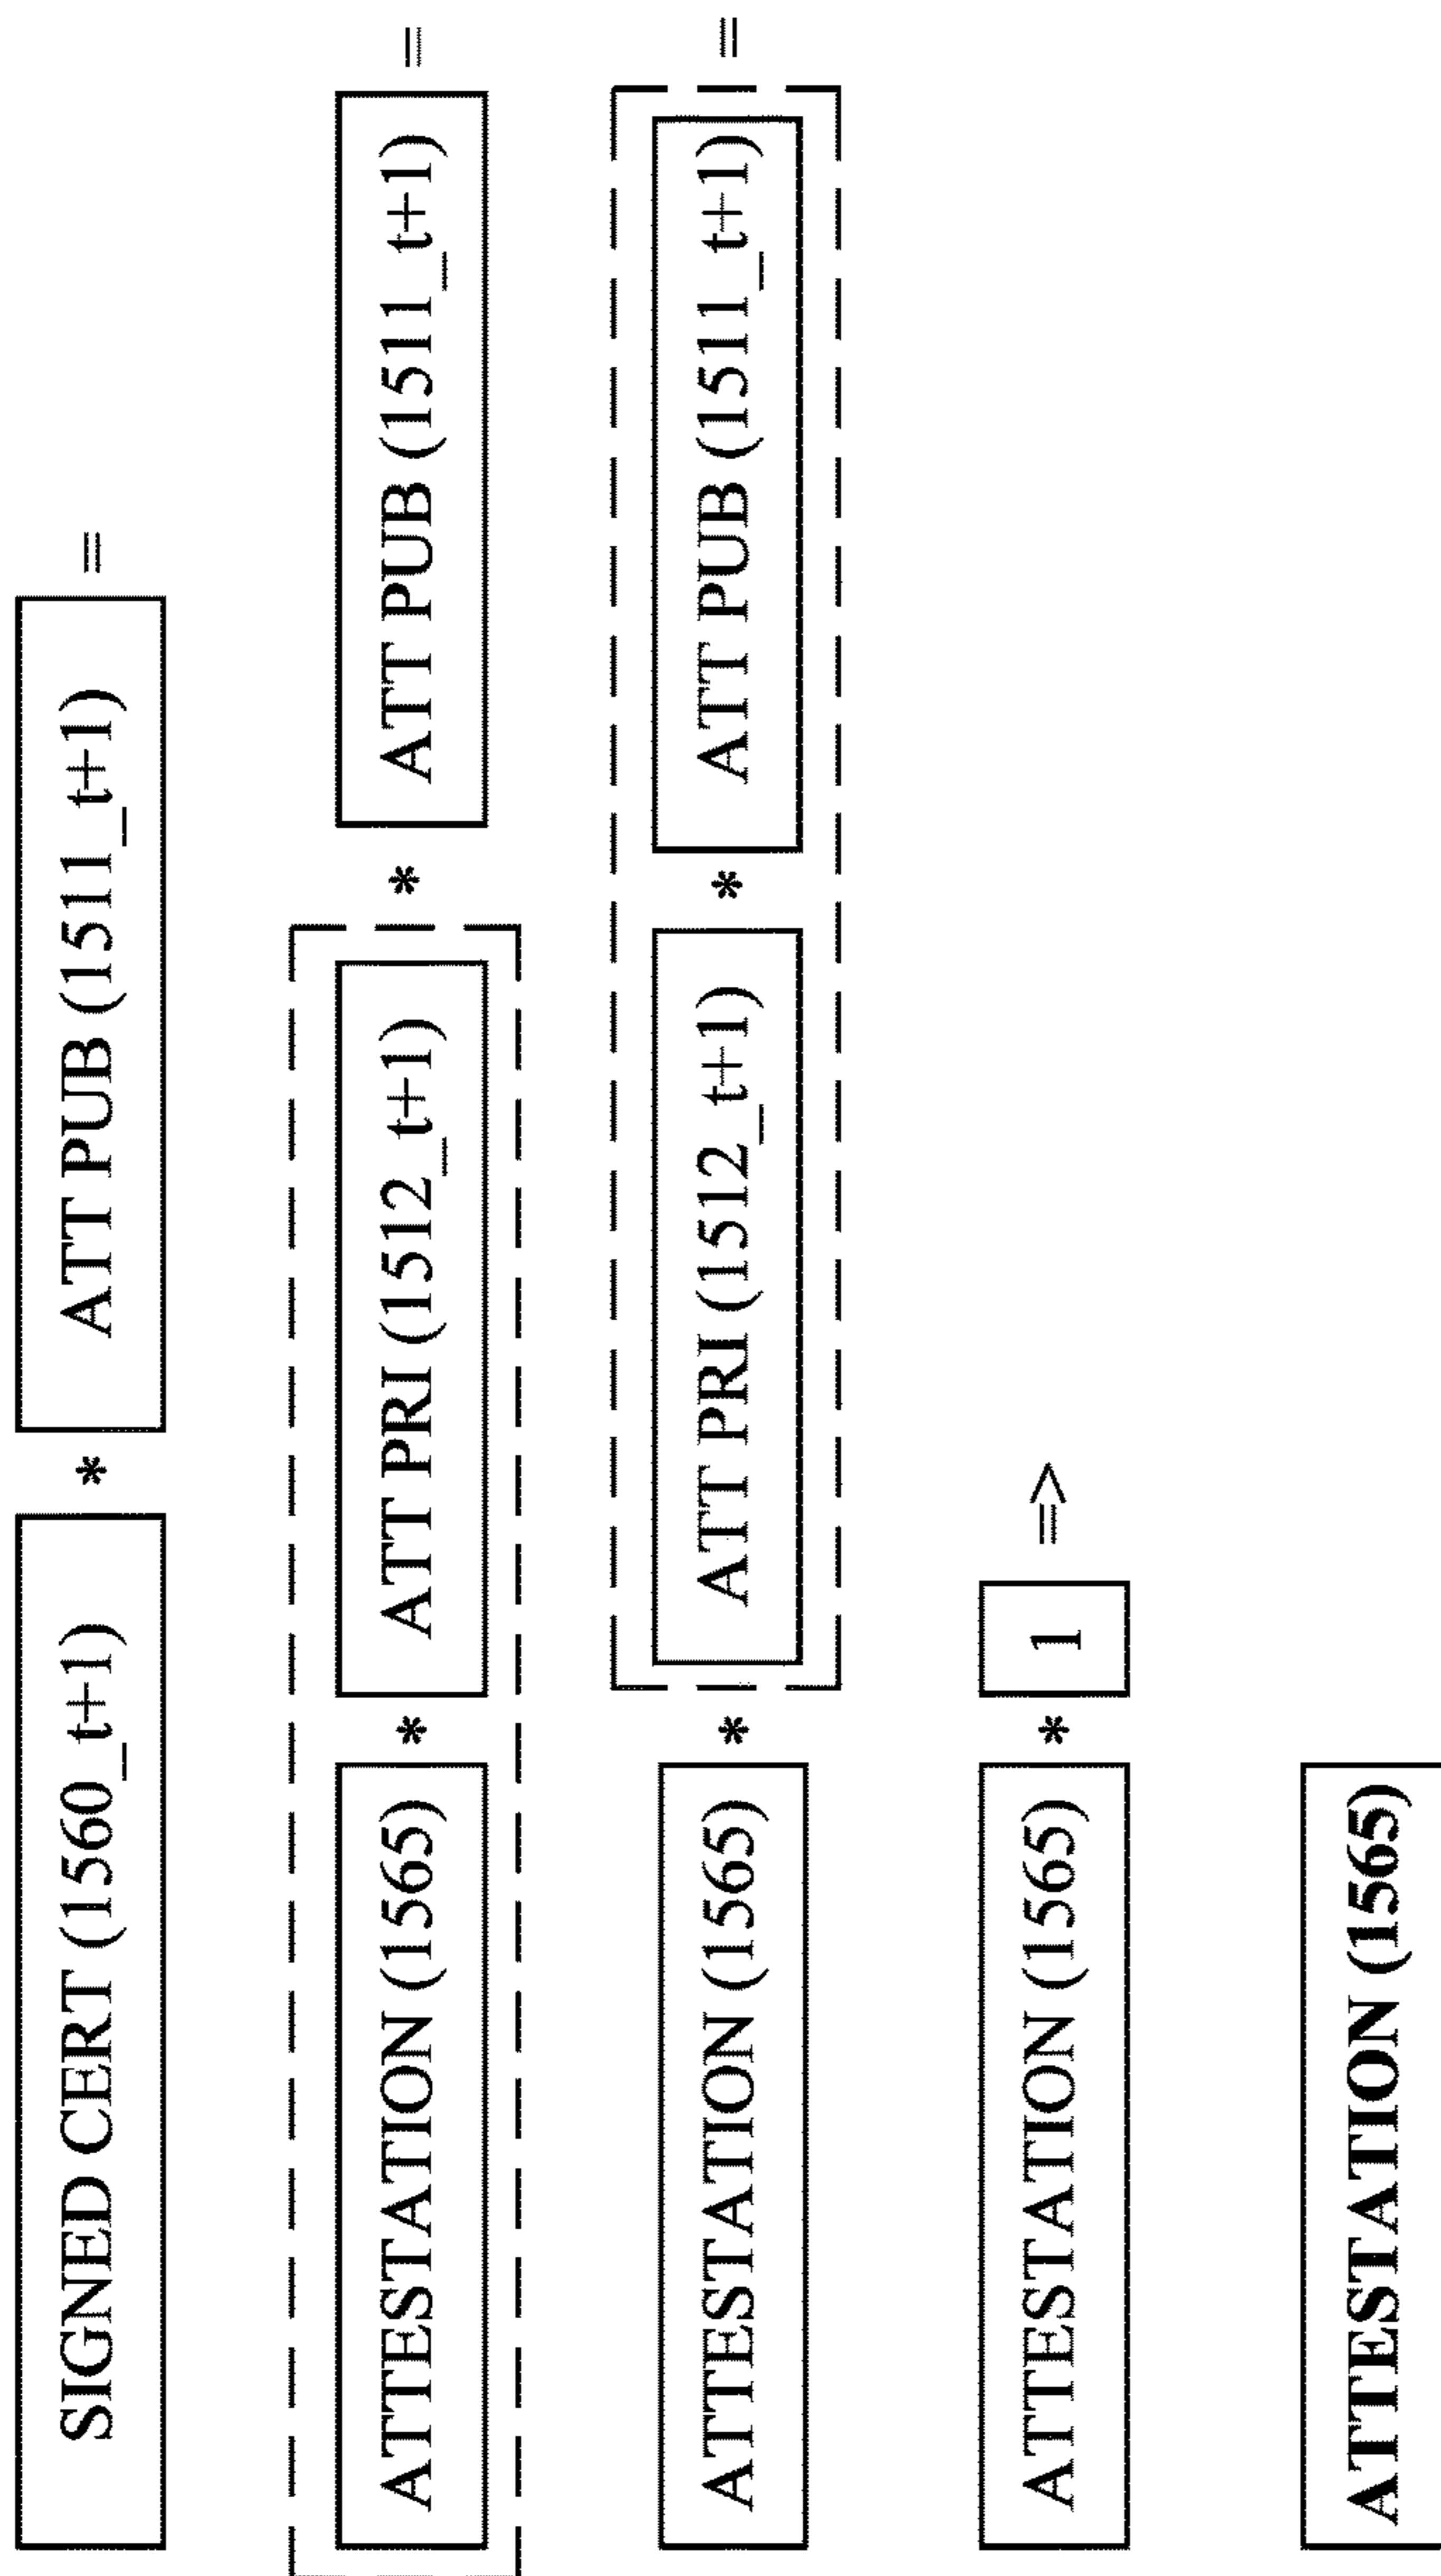 SIGNED CERT (1560_t+1) * ATT PUB (1511_t+1) =
ATTESTATION (1565) * ATT PRI (1512_t+1) * ATT PUB (1511_t+1) =
ATTESTATION (1565) * ATT PRI (1512_t+1) * ATT PUB (1511_t+1) =
ATTESTATION (1565) * 1 =>
ATTESTATION (1565)